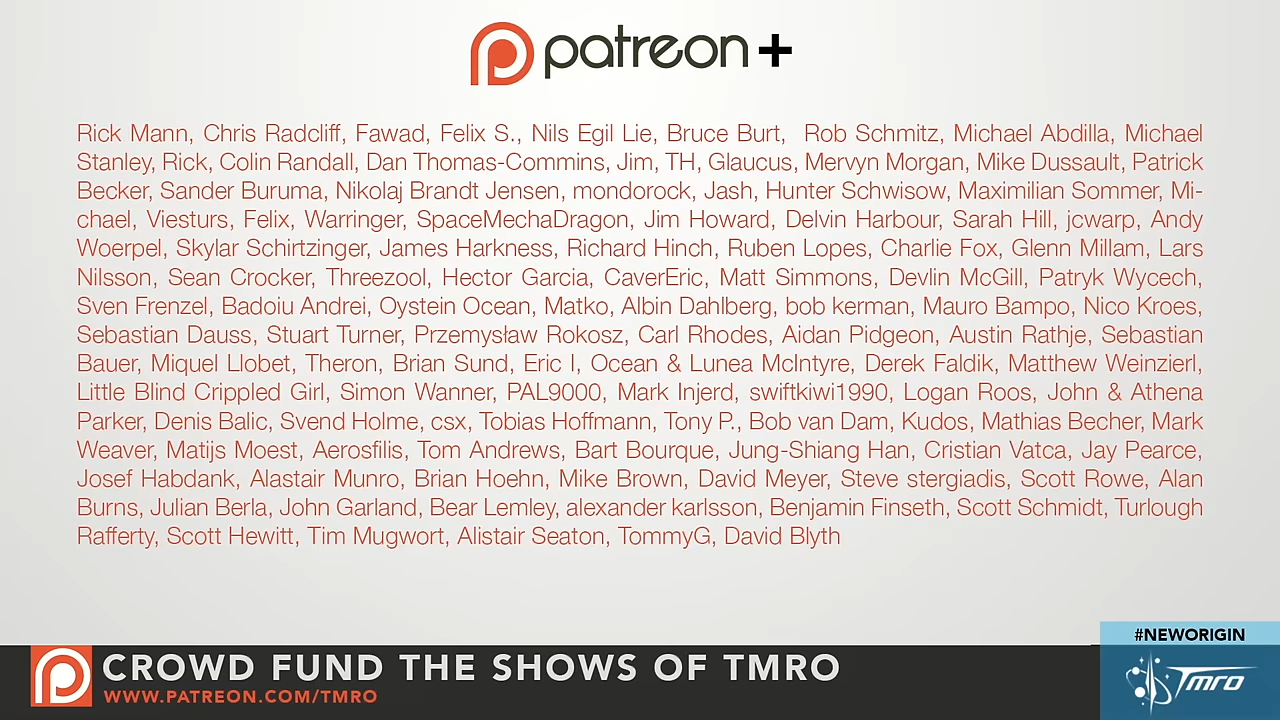 patreon +
Rick Mann, Chris Radcliff, Fawad, Felix S., Nils Egil Lie, Bruce Burt, Rob Schmitz, Michael Abdilla, Michael
Stanley, Rick, Colin Randall, Dan Thomas-Commins, Jim, TH, Glaucus, Mervyn Morgan, Mike Dussault, Patrick
Becker, Sander Buruma, Nikolaj Brandt Jensen, mondorock, Jash, Hunter Schwisow, Maximilian Sommer, Mi-
chael, Viesturs, Felix, Warringer, SpaceMechaDragon, Jim Howard, Delvin Harbour, Sarah Hill, jcwarp, Andy
Woerpel, Skylar Schirtzinger, James Harkness, Richard Hinch, Ruben Lopes, Charlie Fox, Glenn Millam, Lars
Nilsson, Sean Crocker, Threezool, Hector Garcia, CaverEric, Matt Simmons, Devlin McGill, Patryk Wycech,
Sven Frenzel, Badoiu Andrei, Oystein Ocean, Matko, Albin Dahlberg, bob kerman, Mauro Bampo, Nico Kroes,
Sebastian Dauss, Stuart Turner, Przemysław Rokosz, Carl Rhodes, Aidan Pidgeon, Austin Rathje, Sebastian
Bauer, Miquel Llobet, Theron, Brian Sund, Eric I, Ocean & Lunea McIntyre, Derek Faldik, Matthew Weinzierl,
Little Blind Crippled Girl, Simon Wanner, PAL9000, Mark Injerd, swiftkiwi1990, Logan Roos, John & Athena
Parker, Denis Balic, Svend Holme, csx, Tobias Hoffmann, Tony P., Bob van Dam, Kudos, Mathias Becher, Mark
Weaver, Matijs Moest, Aerosfilis, Tom Andrews, Bart Bourque, Jung-Shiang Han, Cristian Vatca, Jay Pearce,
Josef Habdank, Alastair Munro, Brian Hoehn, Mike Brown, David Meyer, Steve stergiadis, Scott Rowe, Alan
Burns, Julian Berla, John Garland, Bear Lemley, alexander karlsson, Benjamin Finseth, Scott Schmidt, Turlough
Rafferty, Scott Hewitt, Tim Mugwort, Alistair Seaton, TommyG, David Blyth
#NEWORIGIN
CROWD FUND THE SHOWS OF TMRO
WWW.PATREON.COM/TMRO
Tmro